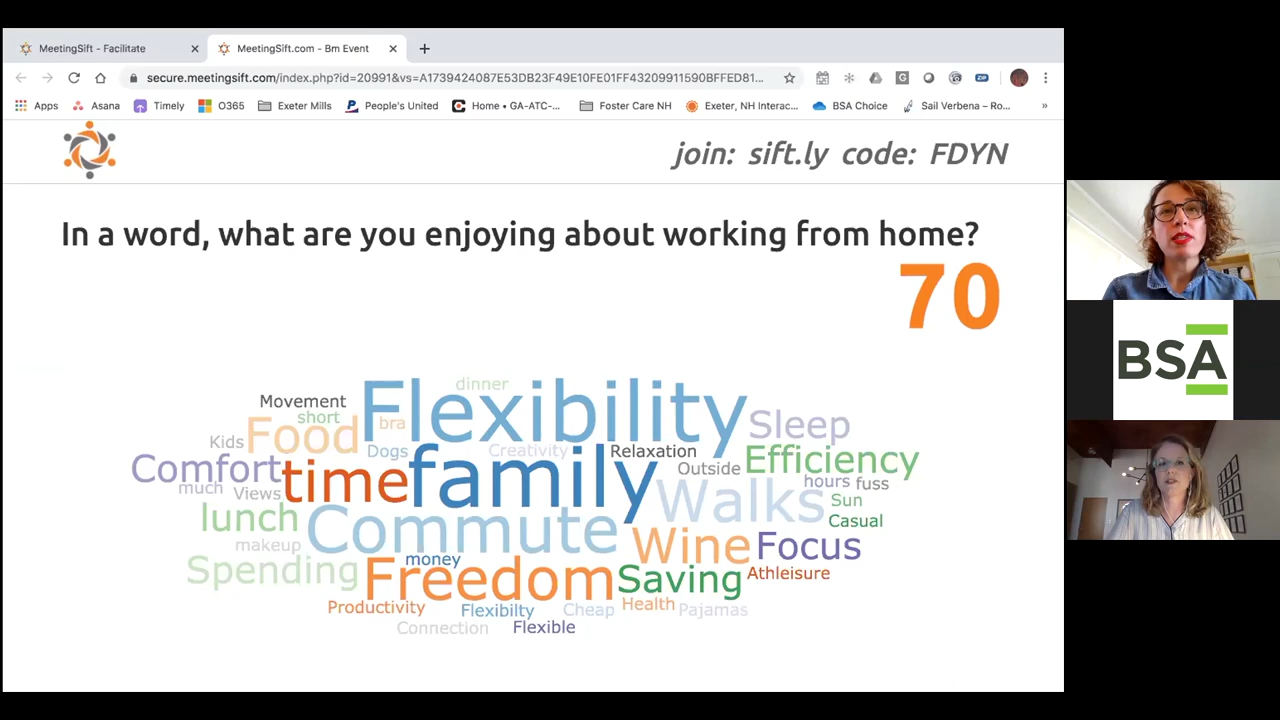 MeetingSift - Facilitate
MeetingSift.com - Bm Event
secure.meetingsift.com/index.php?id=20991&vs=A1739424087E53DB23F49E10FE01FF43209911590BFFED81...
Apps Asana Timely O365 Exeter Mills People's United Home • GA-ATC-... Foster Care NH Exeter, NH Interac... BSA Choice Sail Verbena – Ro... »
join: sift.ly code: FDYN
In a word, what are you enjoying about working from home?
70
dinner
Movement
Flexibility
short
bra
Sleep
Kids
Food
Dogs
Creativity
Relaxation
Comfort
time
family
Outside
Efficiency
much
Views
hours
fuss
Walks
Sun
lunch
Commute
Casual
makeup
Wine
Focus
Spending
money
Freedom
Saving
Athleisure
Productivity
Flexibilty
Cheap
Health
Pajamas
Connection
Flexible
BSA